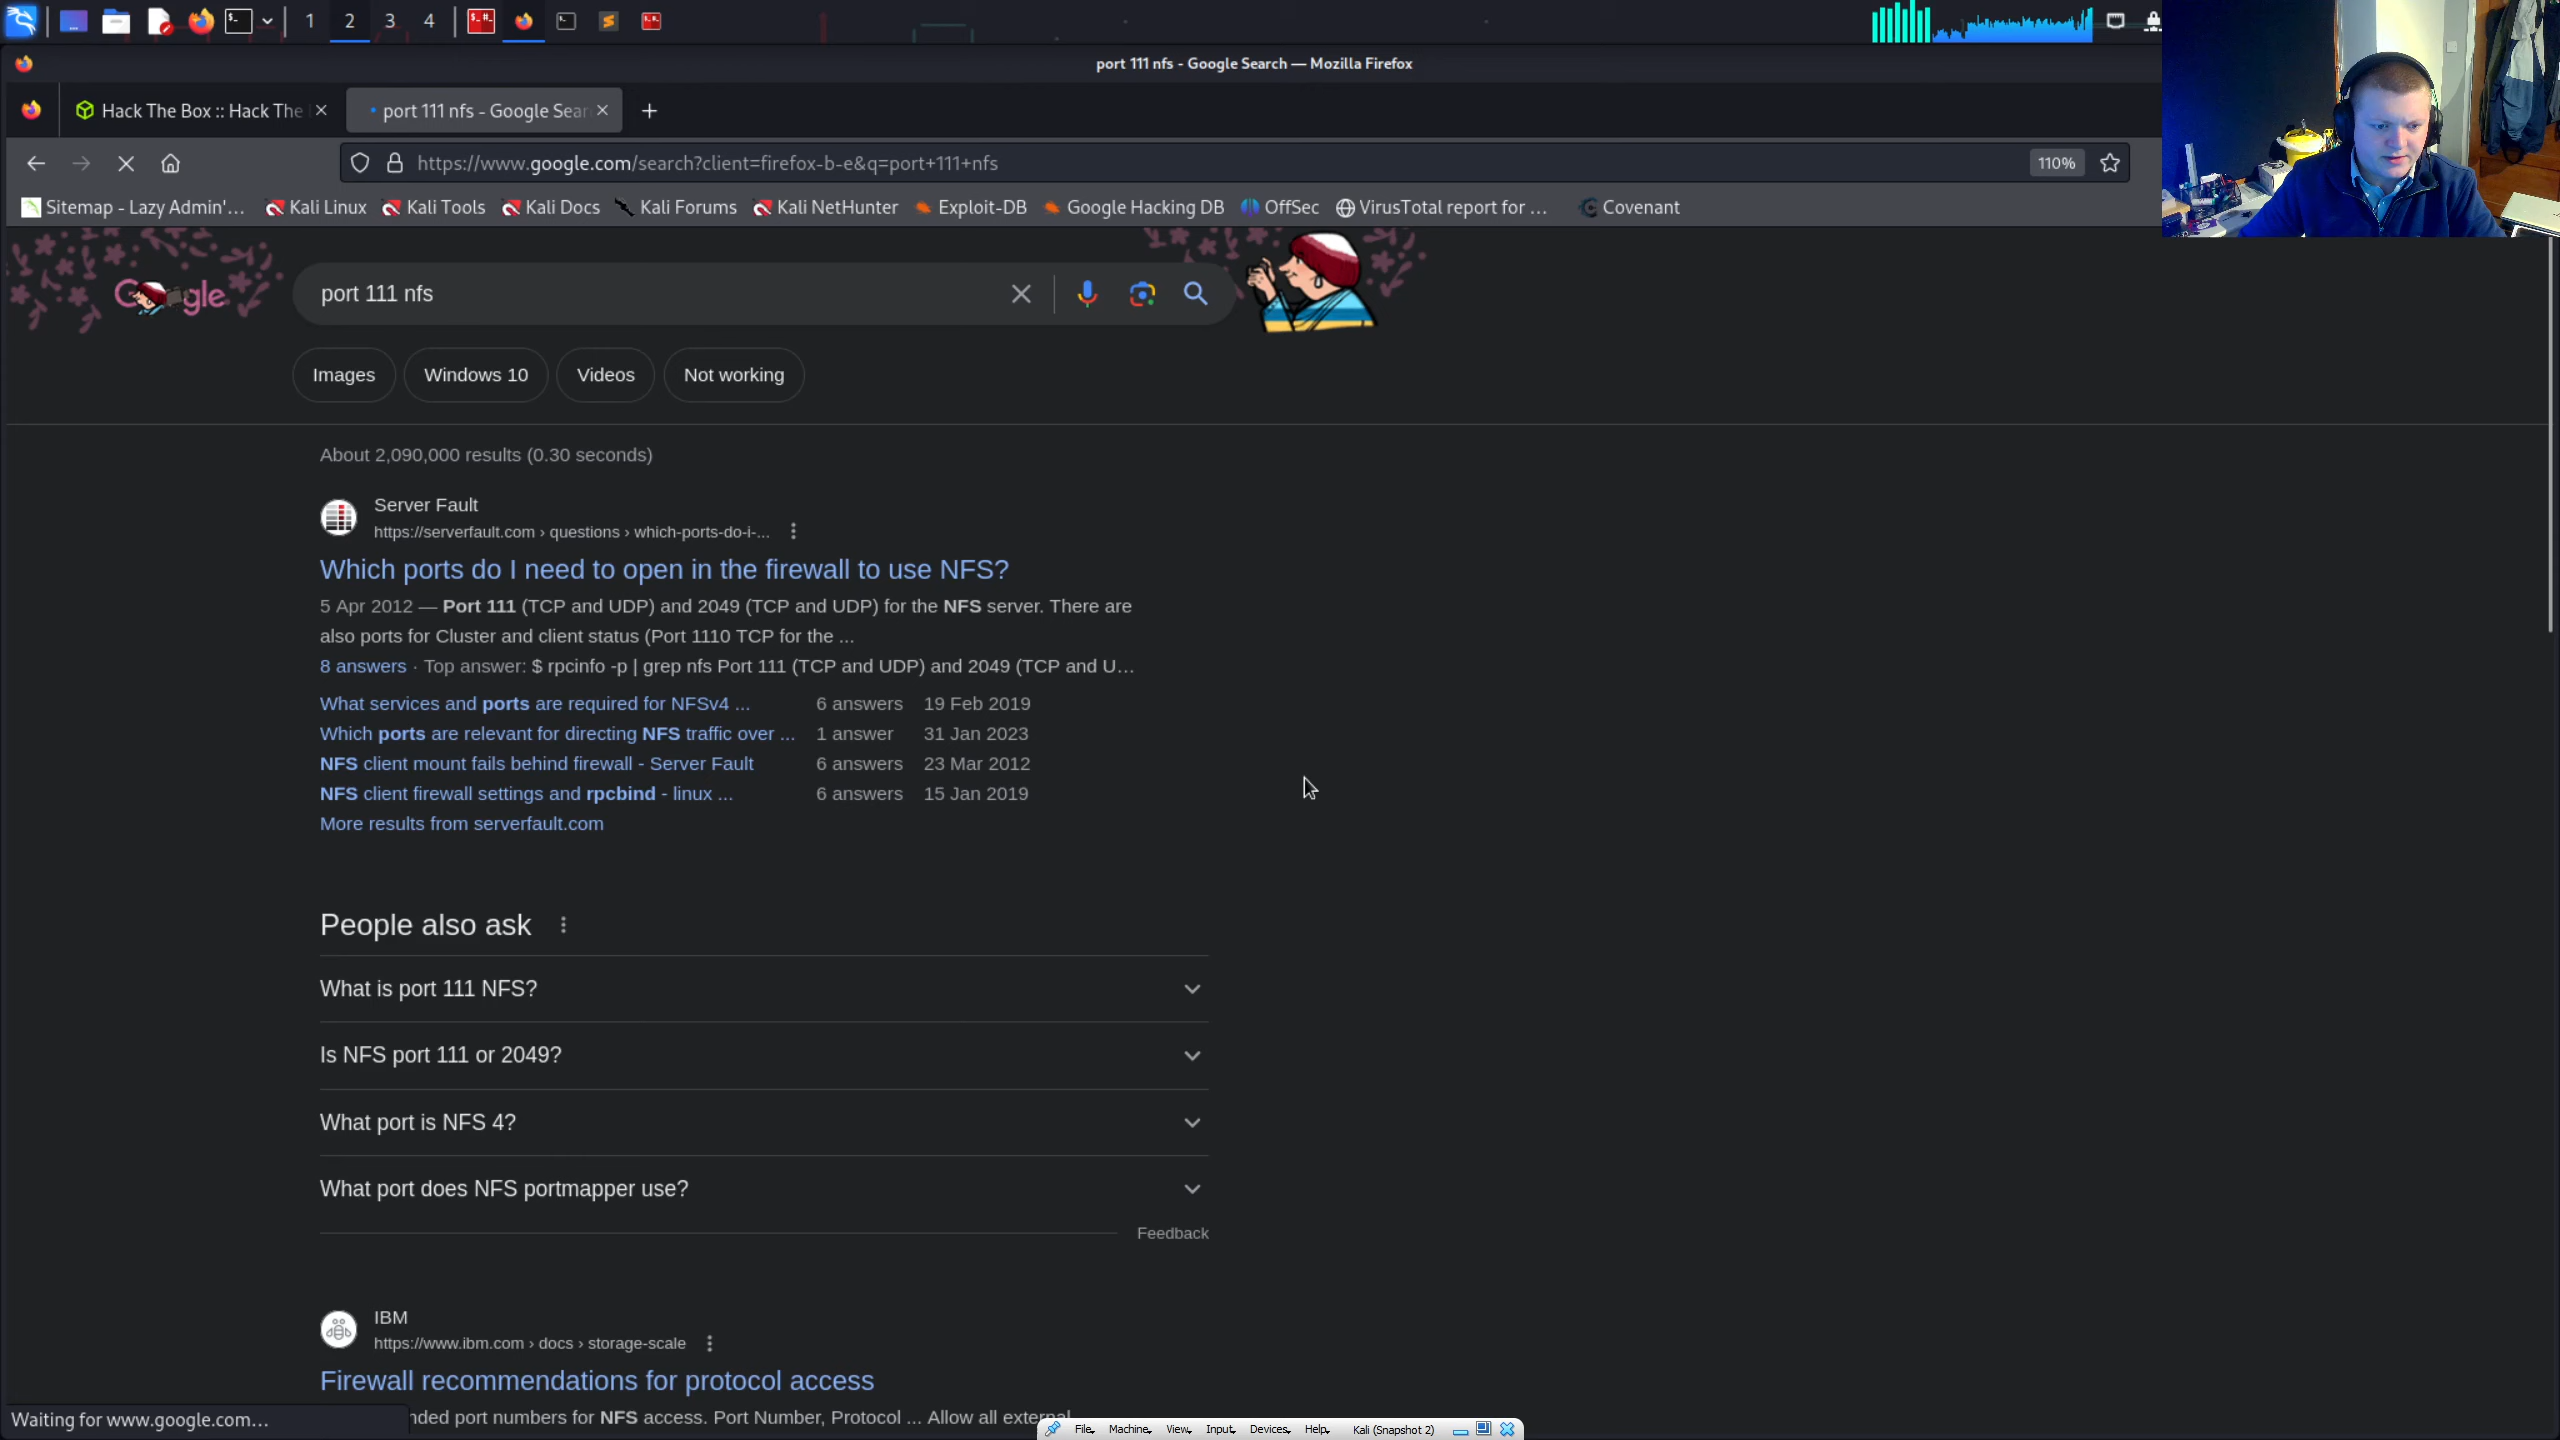 1 2 3 4
port 111 nfs - Google Search — Mozilla Firefox
Hack The Box :: Hack The
port 111 nfs - Google Sear
https://www.google.com/search?client=firefox-b-e&q=port+111+nfs
110%
Sitemap - Lazy Admin'... Kali Linux Kali Tools Kali Docs Kali Forums Kali NetHunter Exploit-DB Google Hacking DB OffSec VirusTotal report for ... Covenant
port 111 nfs
Images Windows 10 Videos Not working
About 2,090,000 results (0.30 seconds)
Server Fault
https://serverfault.com › questions › which-ports-do-i-...
Which ports do I need to open in the firewall to use NFS?
5 Apr 2012 — Port 111 (TCP and UDP) and 2049 (TCP and UDP) for the NFS server. There are
also ports for Cluster and client status (Port 1110 TCP for the ...
8 answers · Top answer: $ rpcinfo -p | grep nfs Port 111 (TCP and UDP) and 2049 (TCP and U...
What services and ports are required for NFSv4 ... 6 answers 19 Feb 2019
Which ports are relevant for directing NFS traffic over ... 1 answer 31 Jan 2023
NFS client mount fails behind firewall - Server Fault 6 answers 23 Mar 2012
NFS client firewall settings and rpcbind - linux ... 6 answers 15 Jan 2019
More results from serverfault.com
People also ask
What is port 111 NFS?
Is NFS port 111 or 2049?
What port is NFS 4?
What port does NFS portmapper use?
Feedback
IBM
https://www.ibm.com › docs › storage-scale
Firewall recommendations for protocol access
port numbers for NFS access. Port Number, Protocol ... Allow all external
Waiting for www.google.com...
File Machine View Input Devices Help Kali (Snapshot 2)